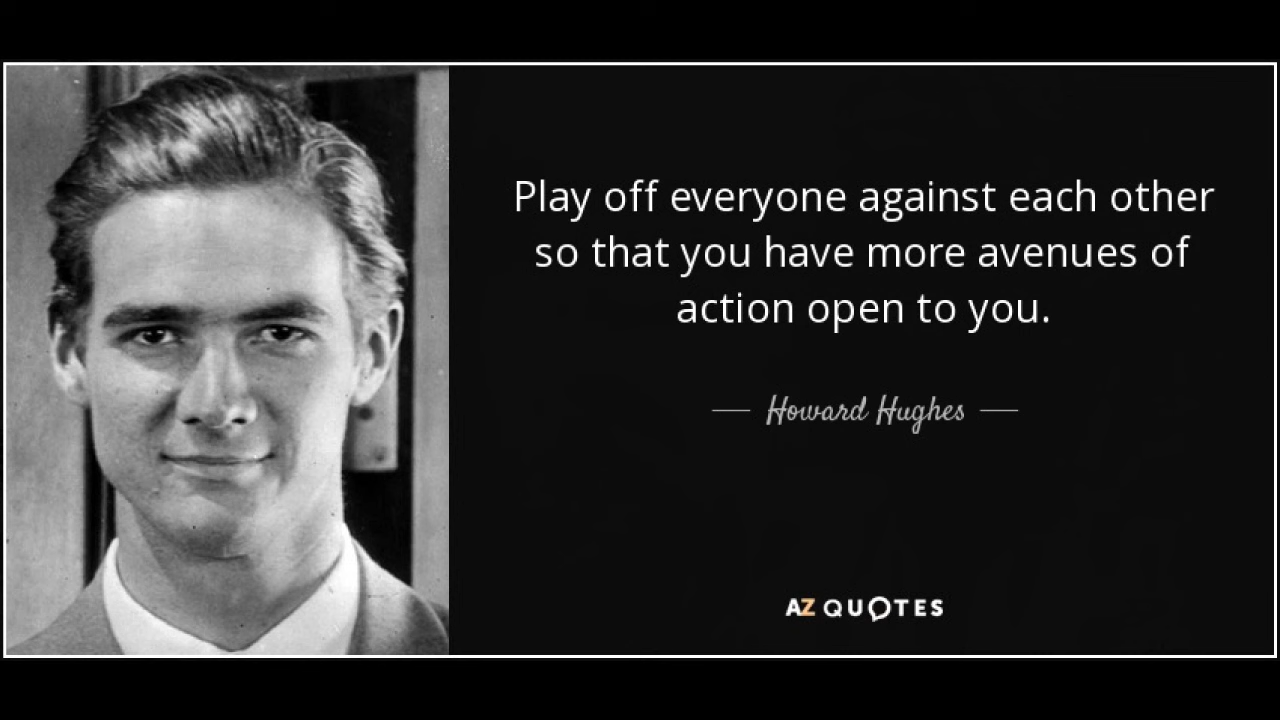 Play off everyone against each other
so that you have more avenues of
action open to you.
Howard Hughes
AZ QUOTES